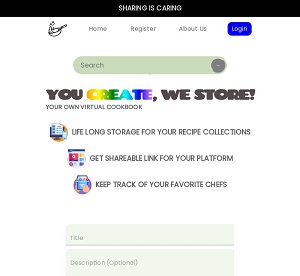 SHARING IS CARING
Home Register About Us Login
Search
YOU CREATE, WE STORE!
YOUR OWN VIRTUAL COOKBOOK
LIFE LONG STORAGE FOR YOUR RECIPE COLLECTIONS
GET SHAREABLE LINK FOR YOUR PLATFORM
KEEP TRACK OF YOUR FAVORITE CHEFS
Title
Description (Optional)